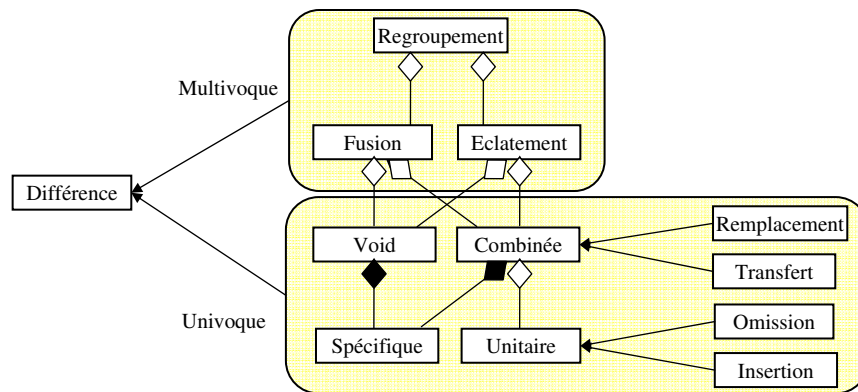 Regroupement
Multivoque
Fusion
Eclatement
Différence
Void
Combinée
Remplacement
Transfert
Univoque
Spécifique
Unitaire
Omission
Insertion